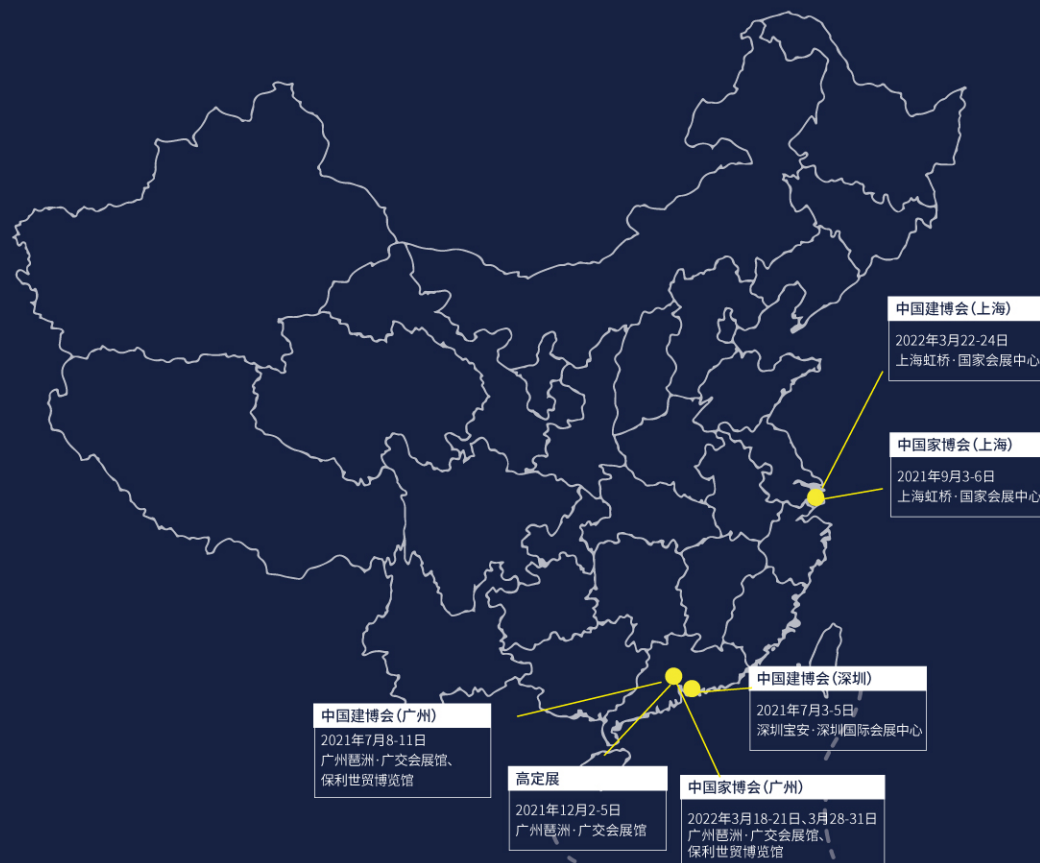 中国建博会(上海)
2022年3月22-24日
上海虹桥·国家会展中心
中国家博会(上海)
2021年9月3-6日
上海虹桥·国家会展中心
中国建博会(深圳)
2021年7月3-5日
深圳宝安·深圳国际会展中心
中国建博会(广州)
2021年7月8-11日
广州琶洲·广交会展馆、
保利世贸博览馆
高定展
2021年12月2-5日
广州琶洲·广交会展馆
中国家博会(广州)
2022年3月18-21日、3月28-31日
广州琶洲·广交会展馆、
保利世贸博览馆